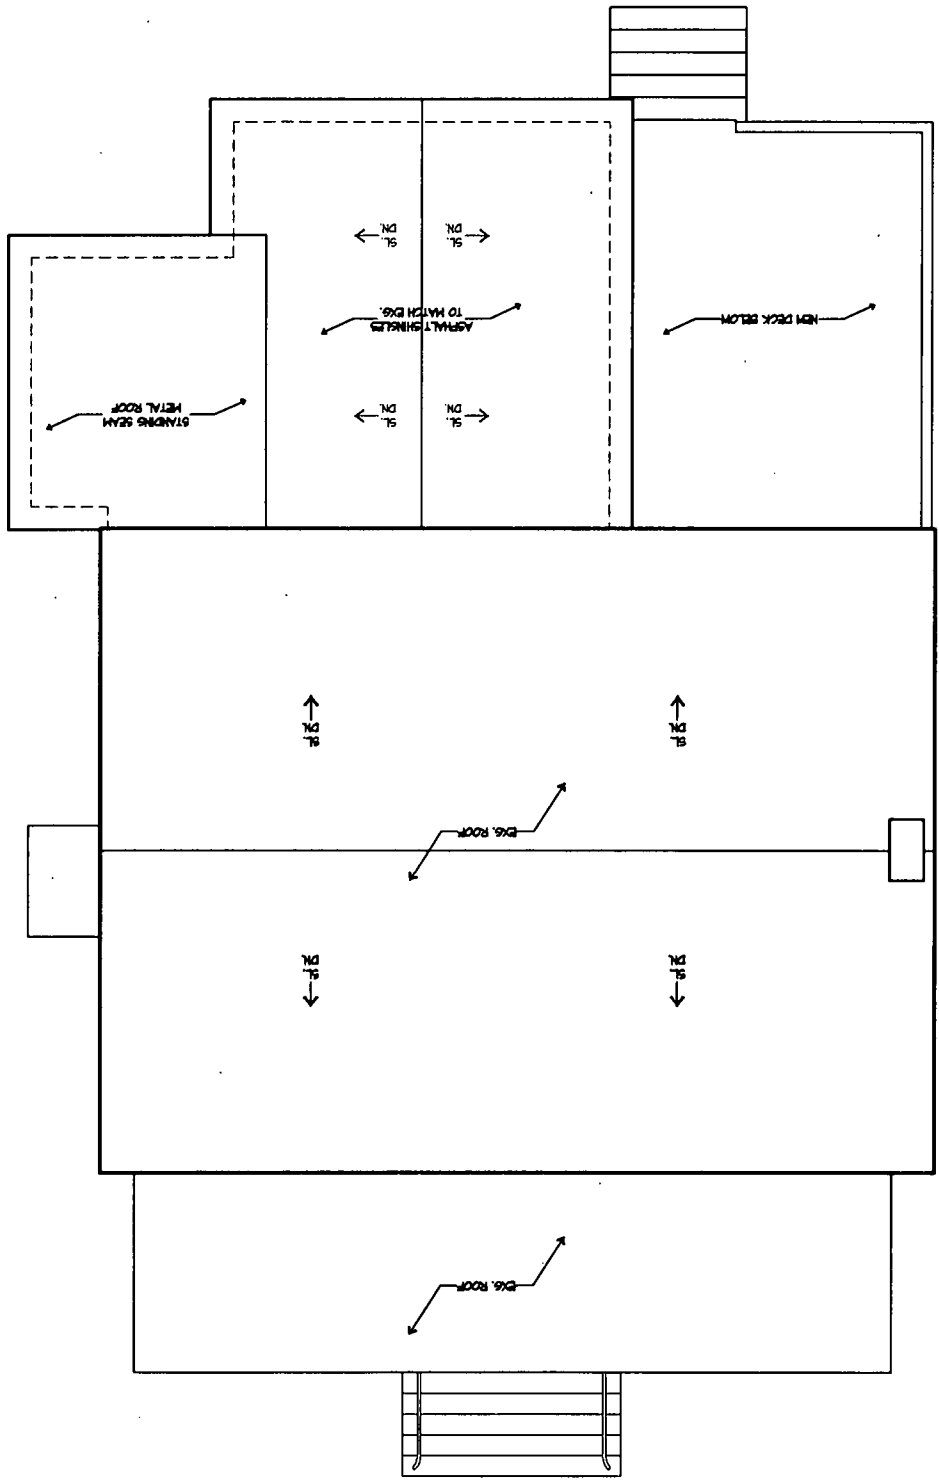 EXG. ROOF
SL.
DN.
SL.
DN.
EXG. ROOF
SL.
DN.
SL.
DN.
SL.
DN.
SL.
DN.
STANDING SEAM
METAL ROOF
NEW DECK BELOW
ASPHALT SHINGLES
TO MATCH EXG.
SL.
DN.
SL.
DN.